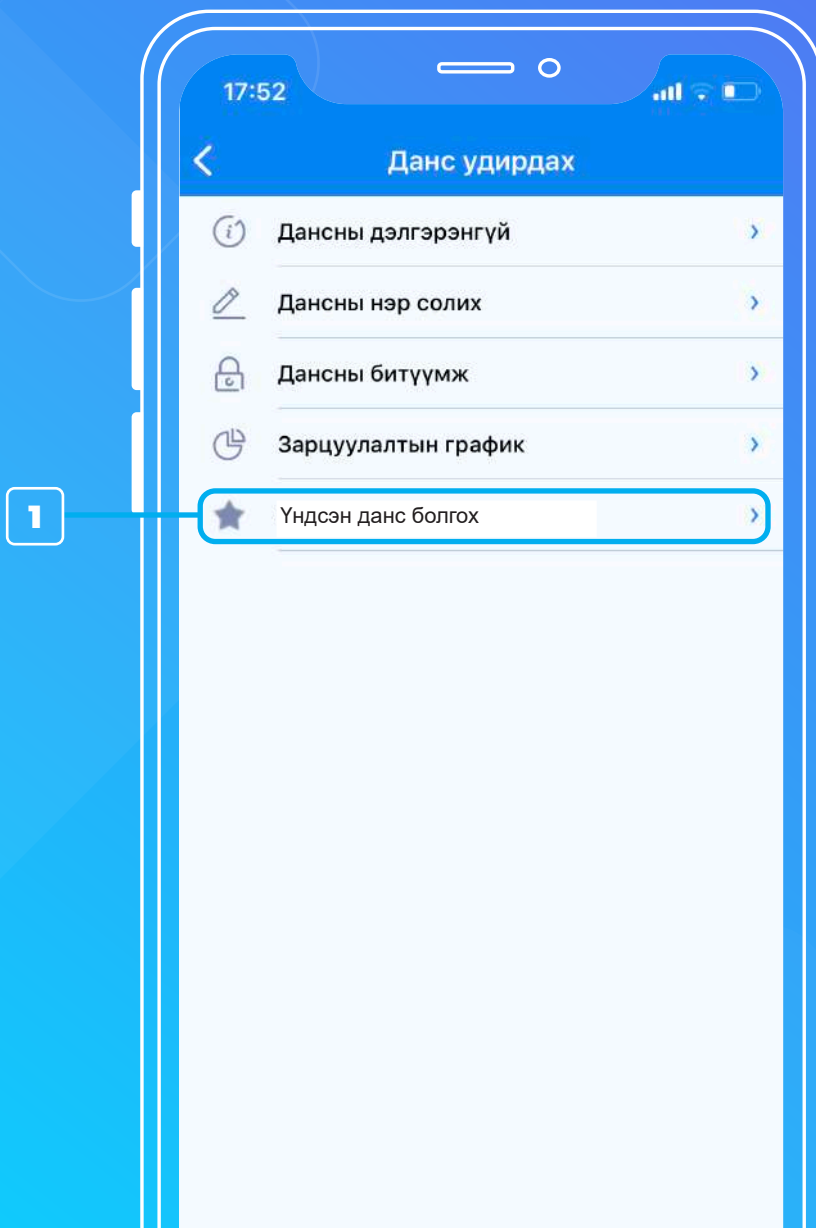 17:52
Данс удирдах
Дансны дэлгэрэнгүй
Дансны нэр солих
Дансны битүүмж
Зарцуулалтын график
1
Үндсэн данс болгох